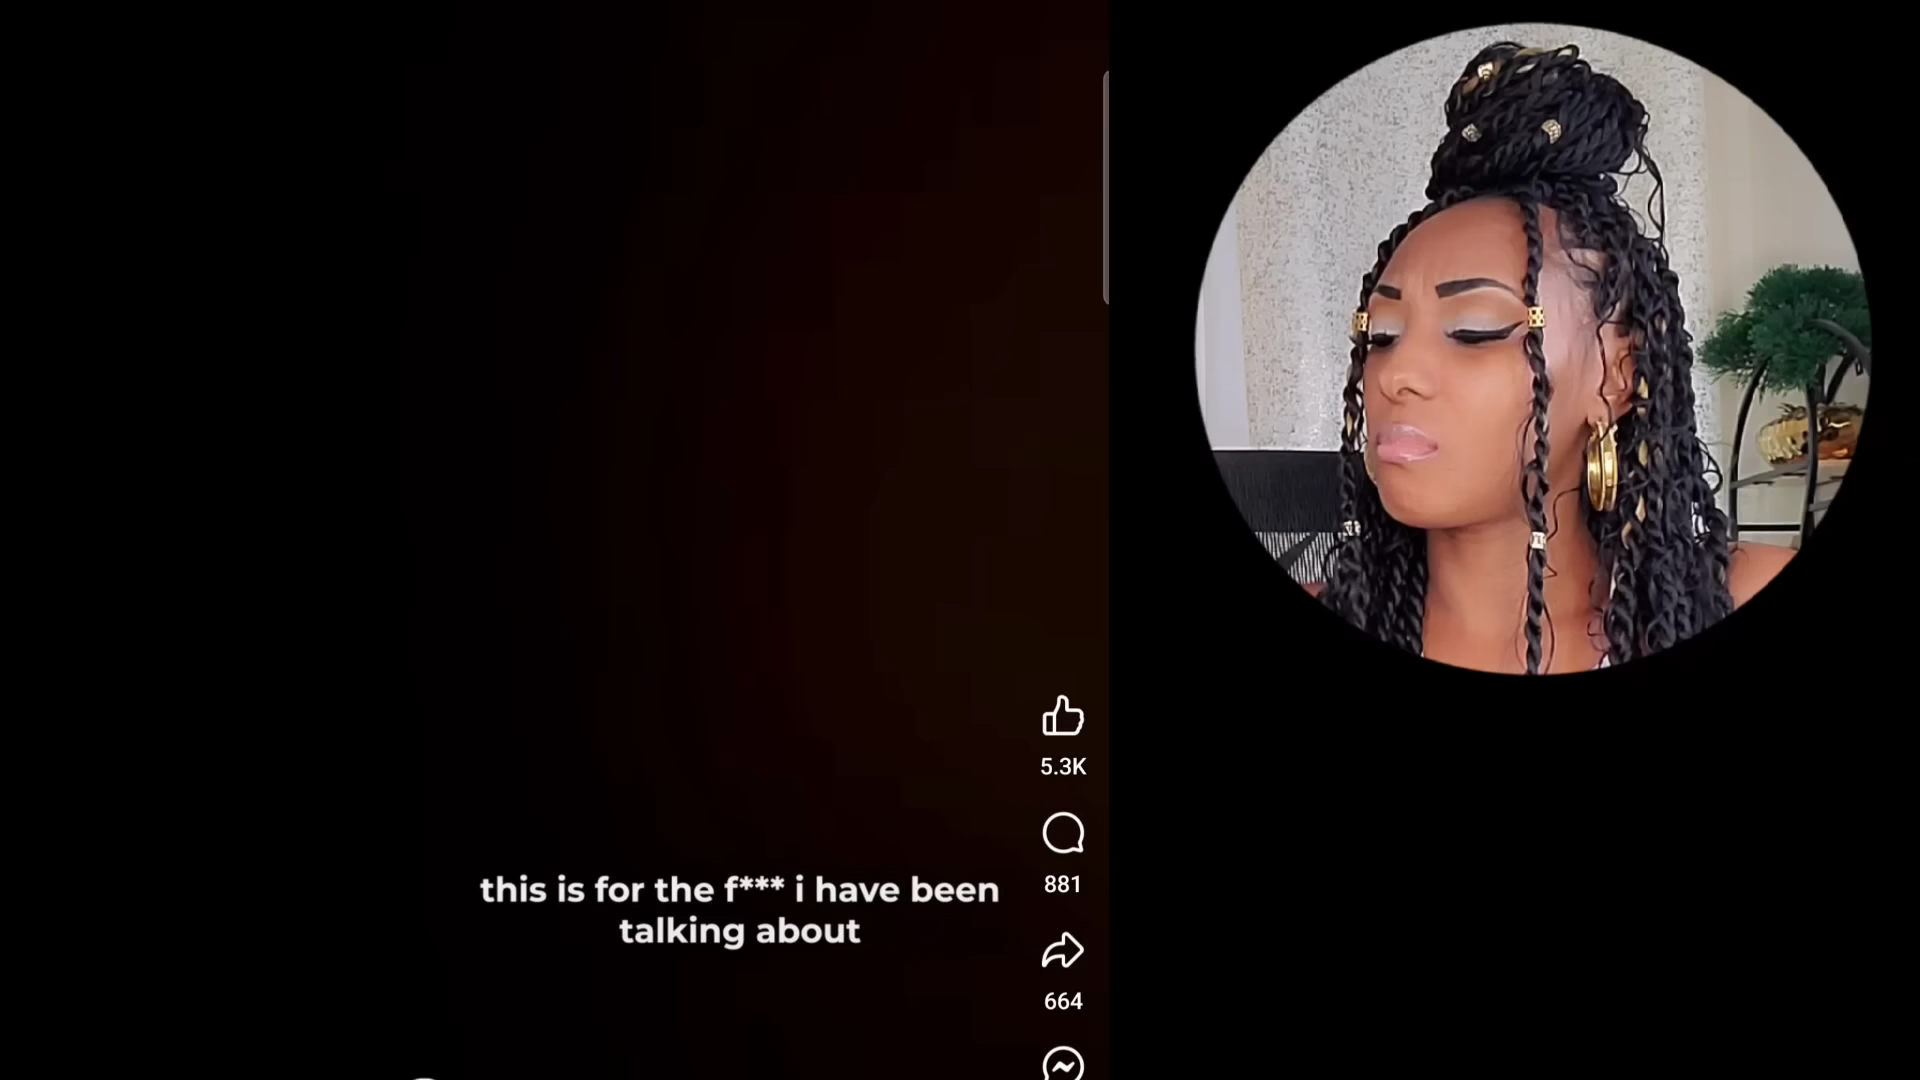 this is for the f*** i have been
talking about
5.3K
881
664